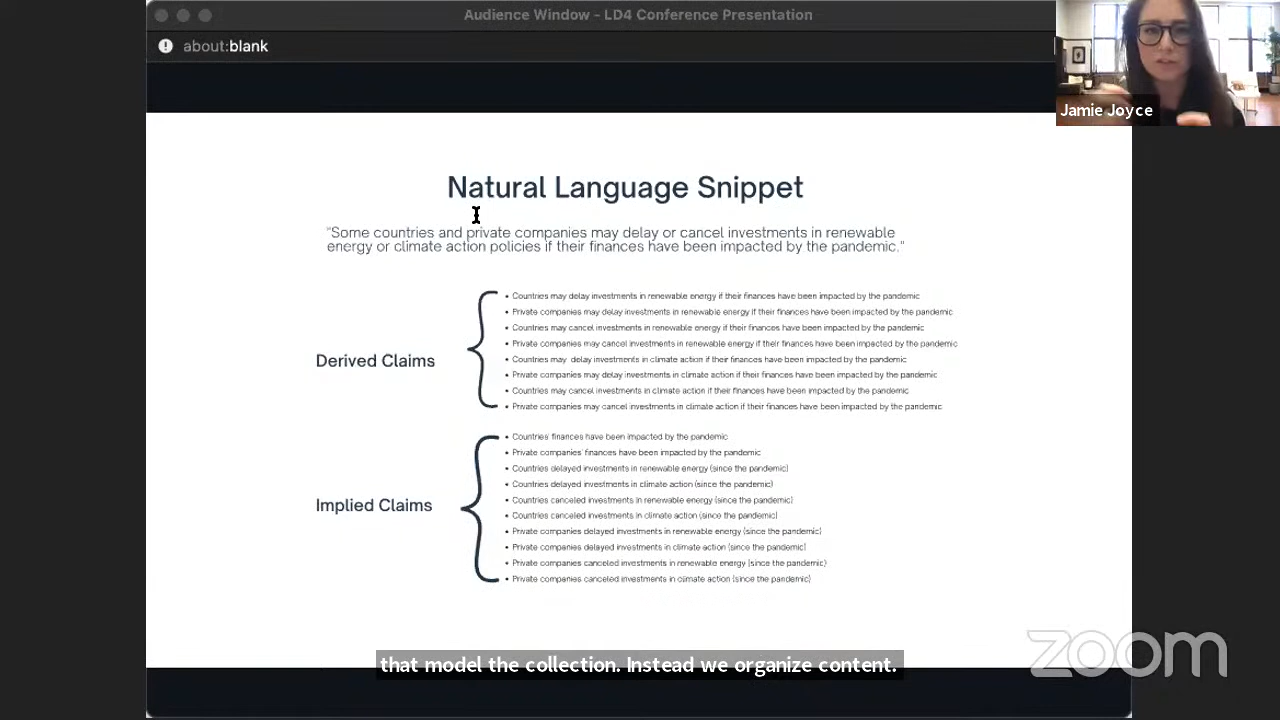 Audience Window – LD4 Conference Presentation
about:blank
Jamie Joyce
Natural Language Snippet
"Some countries and private companies may delay or cancel investments in renewable
energy or climate action policies if their finances have been impacted by the pandemic."
Derived Claims
• Countries may delay investments in renewable energy if their finances have been impacted by the pandemic
• Private companies may delay investments in renewable energy if their finances have been impacted by the pandemic
• Countries may cancel investments in renewable energy if their finances have been impacted by the pandemic
• Private companies may cancel investments in renewable energy if their finances have been impacted by the pandemic
• Countries may delay investments in climate action if their finances have been impacted by the pandemic
• Private companies may delay investments in climate action if their finances have been impacted by the pandemic
• Countries may cancel investments in climate action if their finances have been impacted by the pandemic
• Private companies may cancel investments in climate action if their finances have been impacted by the pandemic
Implied Claims
• Countries' finances have been impacted by the pandemic
• Private companies' finances have been impacted by the pandemic
• Countries delayed investments in renewable energy (since the pandemic)
• Countries delayed investments in climate action (since the pandemic)
• Countries canceled investments in renewable energy (since the pandemic)
• Countries canceled investments in climate action (since the pandemic)
• Private companies delayed investments in renewable energy (since the pandemic)
• Private companies delayed investments in climate action (since the pandemic)
• Private companies canceled investments in renewable energy (since the pandemic)
• Private companies canceled investments in climate action (since the pandemic)
that model the collection. Instead we organize content.
zoom